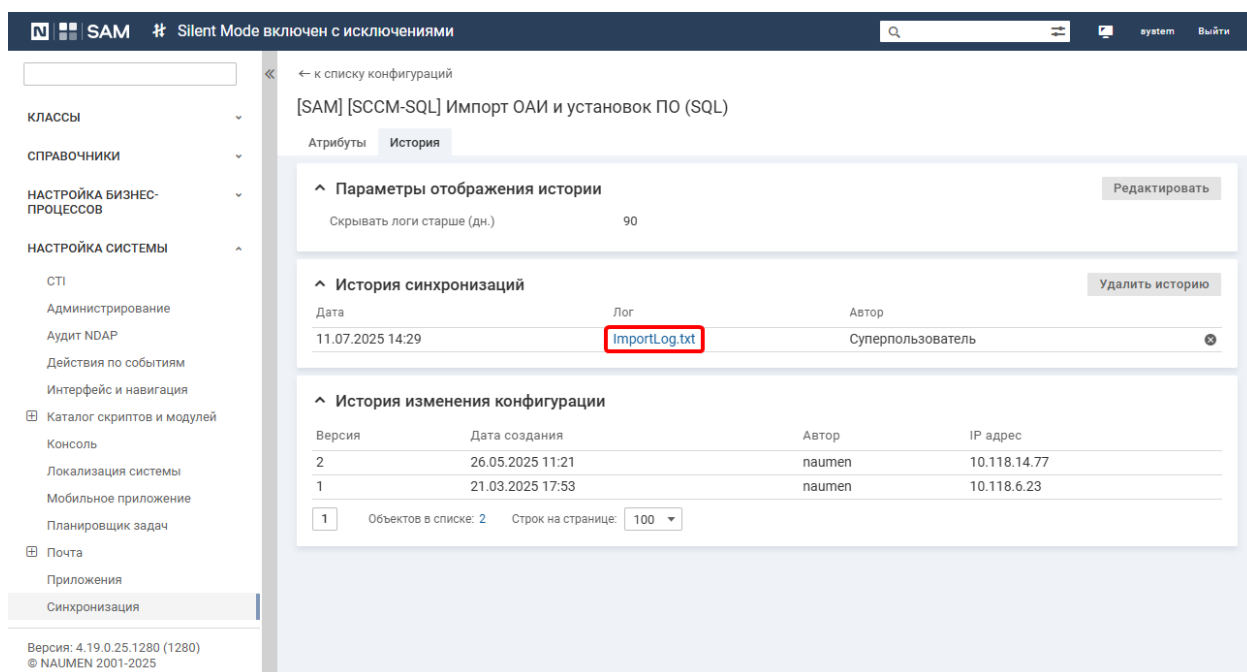 N SAM Silent Mode включен с исключениями system Выйти
КЛАССЫ
СПРАВОЧНИКИ
НАСТРОЙКА БИЗНЕС-
ПРОЦЕССОВ
НАСТРОЙКА СИСТЕМЫ
CTI
Администрирование
Аудит NDAP
Действия по событиям
Интерфейс и навигация
Каталог скриптов и модулей
Консоль
Локализация системы
Мобильное приложение
Планировщик задач
Почта
Приложения
Синхронизация
Версия: 4.19.0.25.1280 (1280)
© NAUMEN 2001-2025
← к списку конфигураций
[SAM] [SCCM-SQL] Импорт ОАИ и установок ПО (SQL)
Атрибуты История
Параметры отображения истории Редактировать
Скрывать логи старше (дн.) 90
История синхронизаций Удалить историю
Дата Лог Автор
11.07.2025 14:29 ImportLog.txt Суперпользователь
История изменения конфигурации
Версия Дата создания Автор IP адрес
2 26.05.2025 11:21 naumen 10.118.14.77
1 21.03.2025 17:53 naumen 10.118.6.23
1 Объектов в списке: 2 Строк на странице: 100